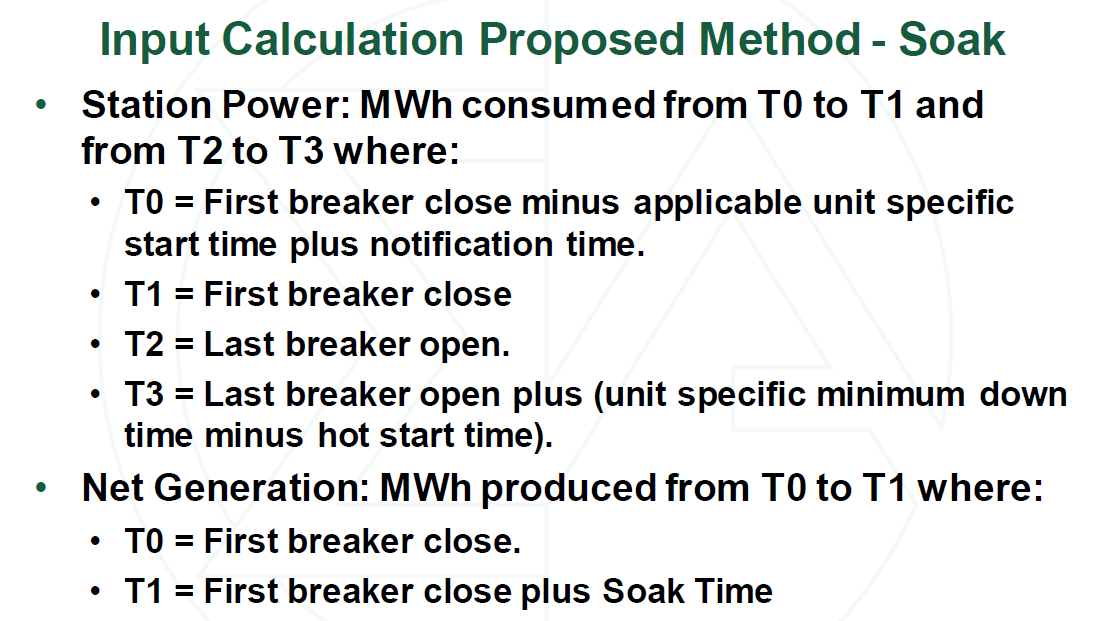 Input Calculation Proposed Method - Soak
• Station Power: MWh consumed from T0 to T1 and
from T2 to T3 where:
• T0 = First breaker close minus applicable unit specific
start time plus notification time.
• T1 = First breaker close
• T2 = Last breaker open.
• T3 = Last breaker open plus (unit specific minimum down
time minus hot start time).
• Net Generation: MWh produced from T0 to T1 where:
• T0 = First breaker close.
• T1 = First breaker close plus Soak Time